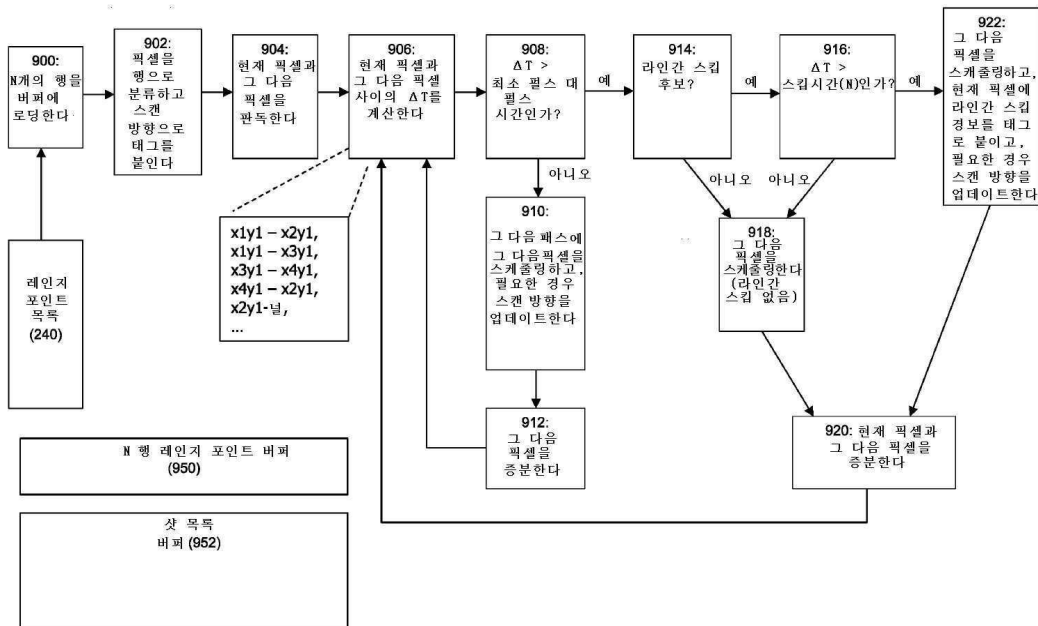 900:
N개의 행을
버퍼에
로딩한다
902:
픽셀을
행으로
분류하고
스캔
방향으로
태그를
붙인다
904:
현재 픽셀과
그 다음
픽셀을
판독한다
906:
현재 픽셀과
그 다음 픽셀
사이의 ΔT를
계산한다
908:
ΔT >
최소 펄스 대
펄스
시간인가?
예
914:
라인간 스킵
후보?
예
916:
ΔT >
스킵시간(N)인가?
예
922:
그 다음
픽셀을
스캐줄링하고,
현재 픽셀에
라인간 스킵
경보를 태그
로 붙이고,
필요한 경우
스캔 방향을
업데이트한다
아니오
아니오
아니오
910:
그 다음 패스에
그 다음픽셀을
스케줄링하고,
필요한 경우
스캔 방향을
업데이트한다
918:
그 다음
픽셀을
스케줄링한다
(라인간
스킵 없음)
x1y1 – x2y1,
x1y1 – x3y1,
x3y1 – x4y1,
x4y1 – x2y1,
x2y1-널,
...
레인지
포인트
목록
(240)
912:
그 다음
픽셀을
증분한다
920: 현재 픽셀과
그 다음 픽셀을
증분한다
N 행 레인지 포인트 버퍼
(950)
샷 목록
버퍼 (952)